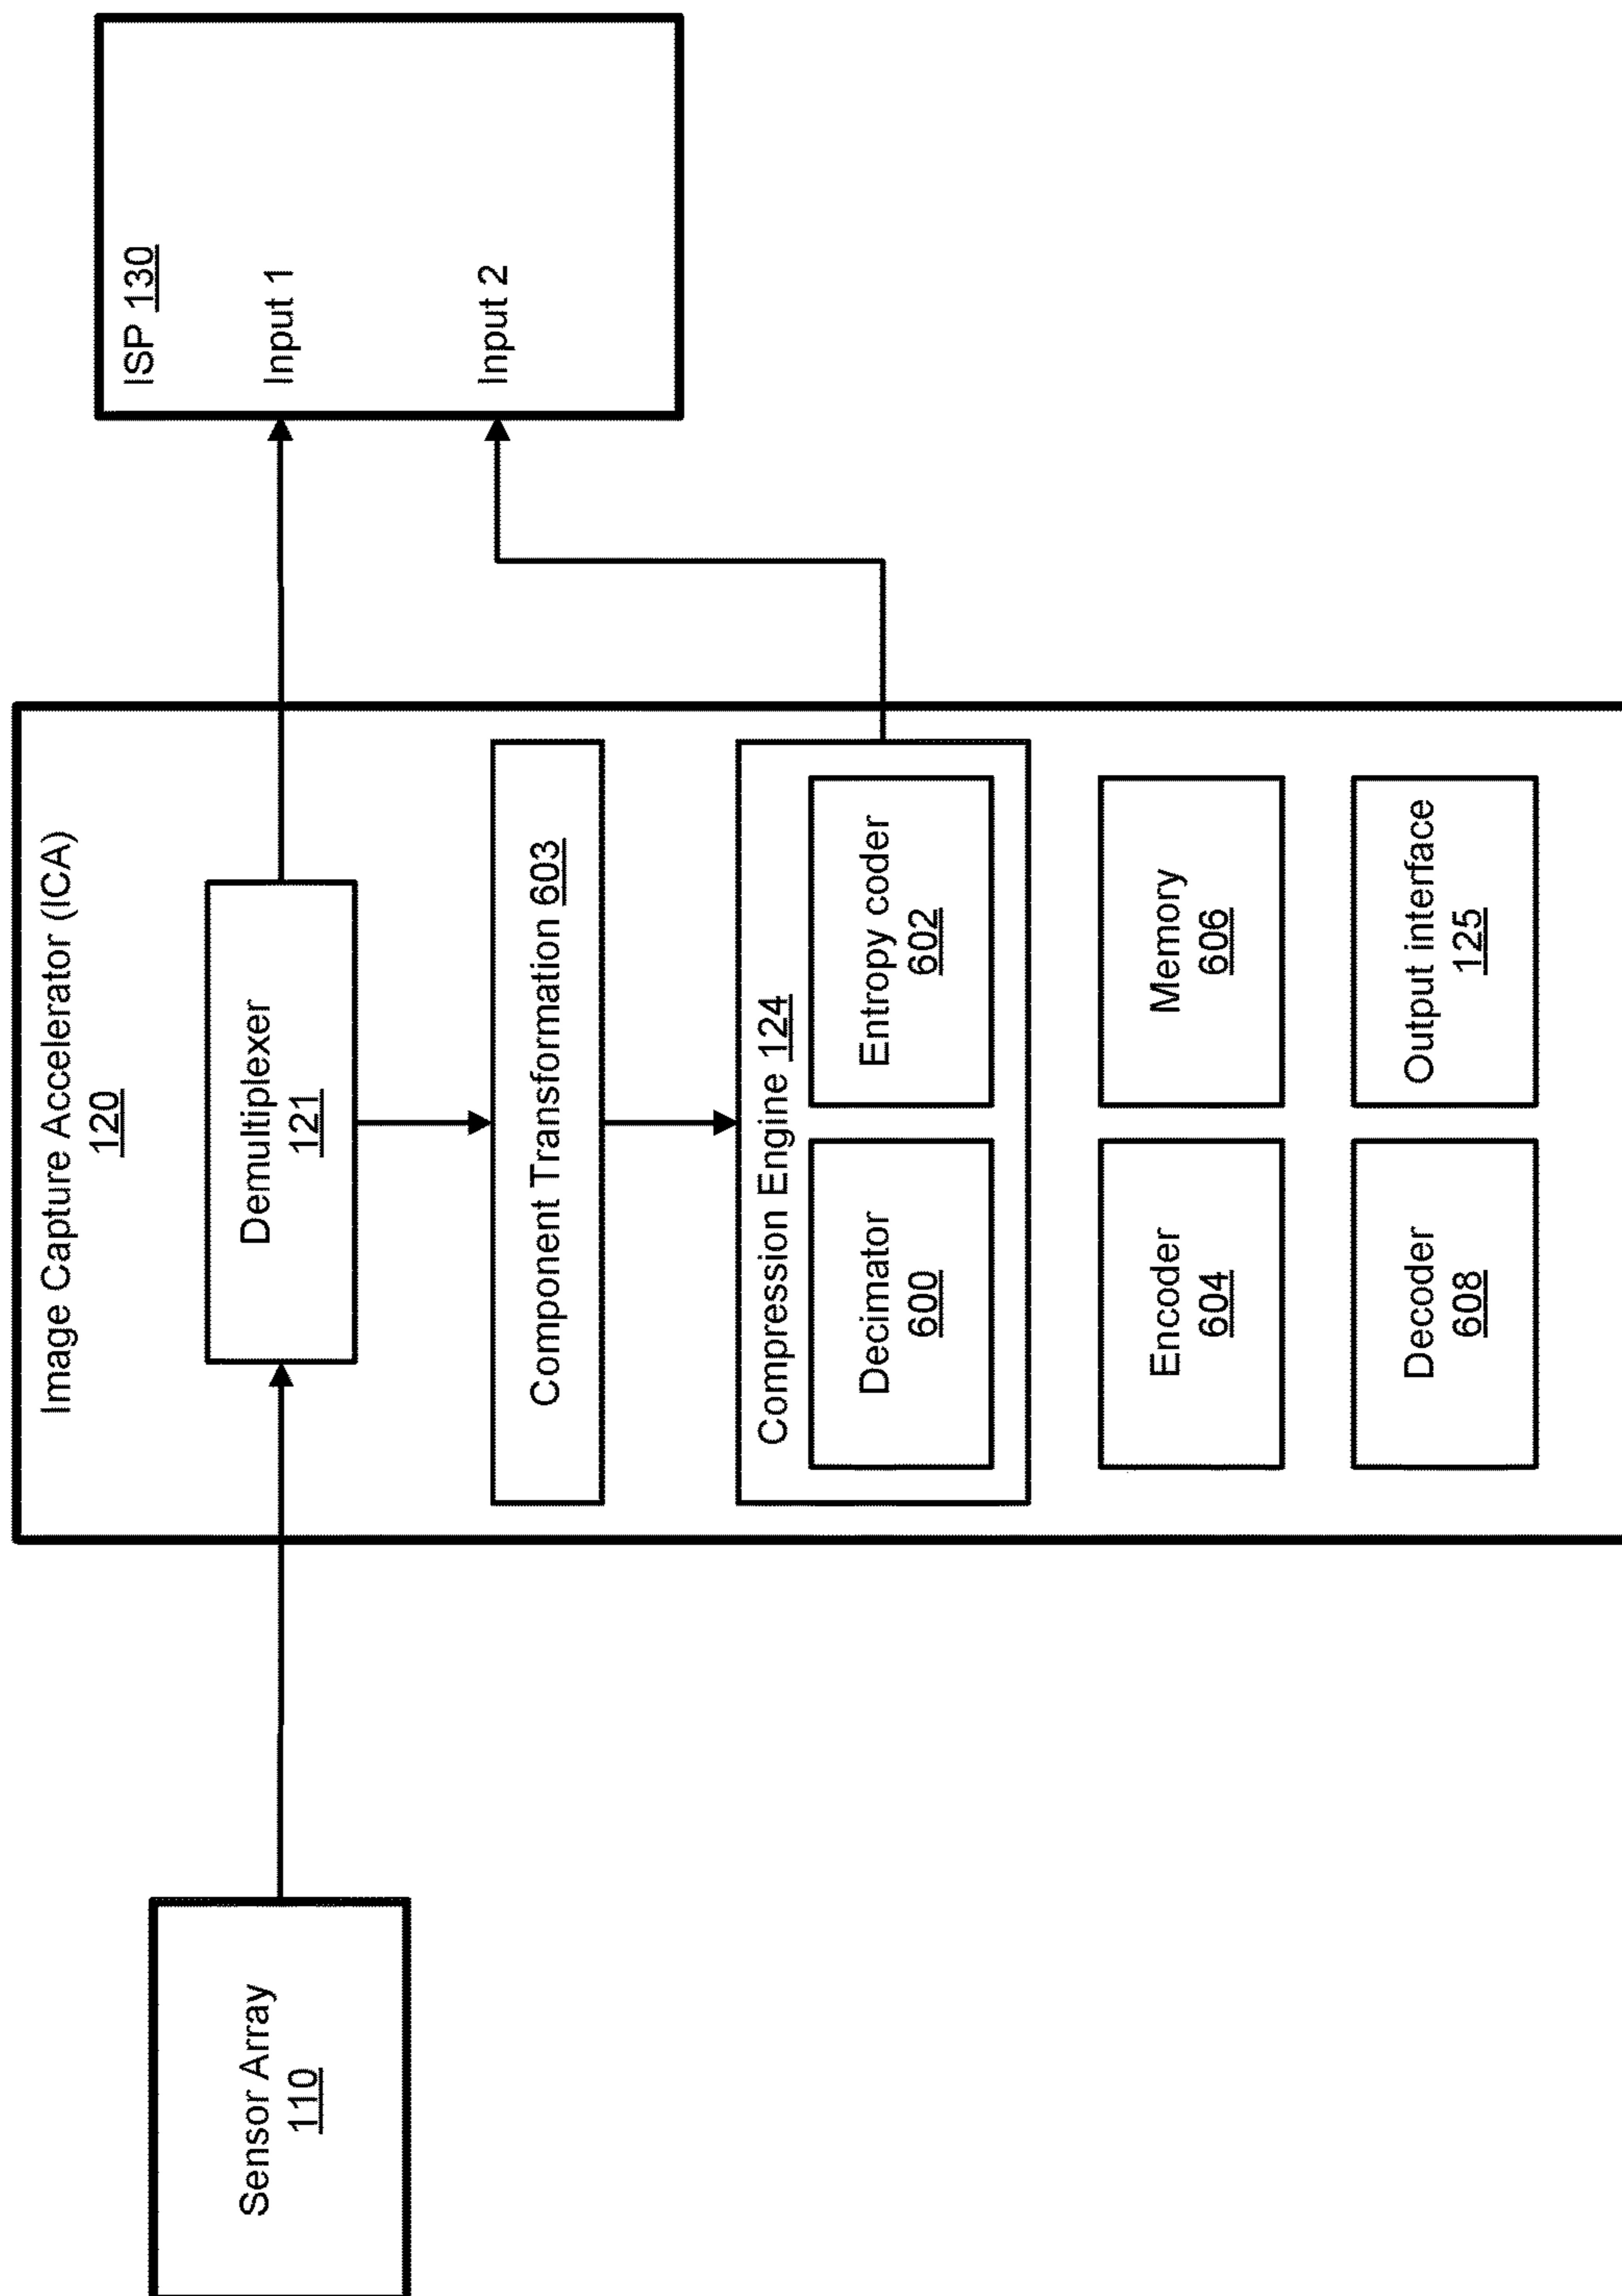 Sensor Array
110
Image Capture Accelerator (ICA)
120
Demultiplexer
121
Component Transformation 603
Compression Engine 124
Decimator
600
Entropy coder
602
Encoder
604
Memory
606
Decoder
608
Output interface
125
ISP 130
Input 1
Input 2